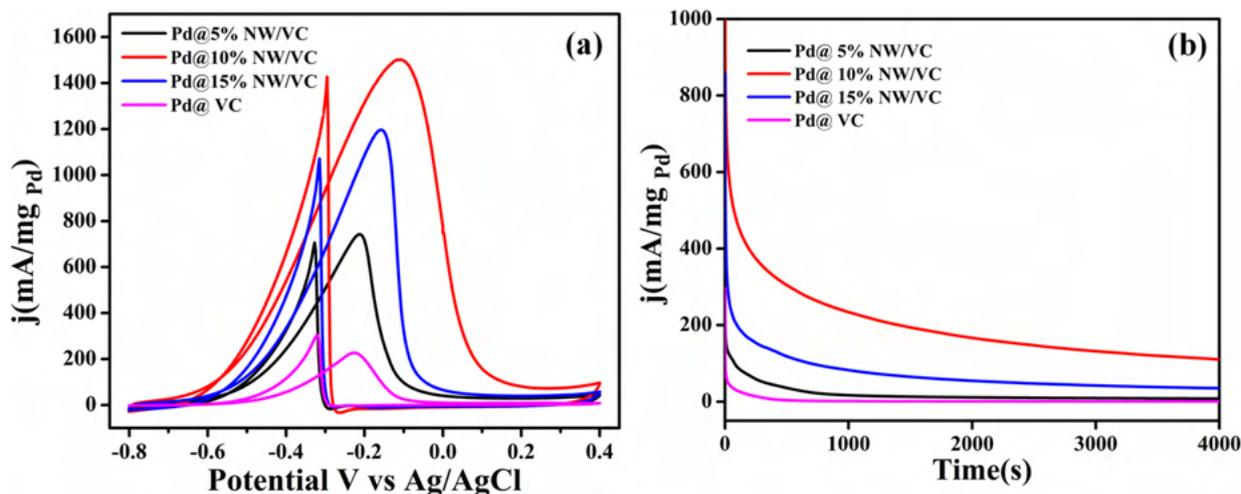 (a)
Pd@5% NW/VC
Pd@10% NW/VC
Pd@15% NW/VC
Pd@ VC
j(mA/mg Pd)
1600
1400
1200
1000
800
600
400
200
0
-0.8 -0.6 -0.4 -0.2 0.0 0.2 0.4
Potential V vs Ag/AgCl
(b)
Pd@ 5% NW/VC
Pd@ 10% NW/VC
Pd@ 15% NW/VC
Pd@ VC
j(mA/mg Pd)
1000
800
600
400
200
0
0 1000 2000 3000 4000
Time(s)